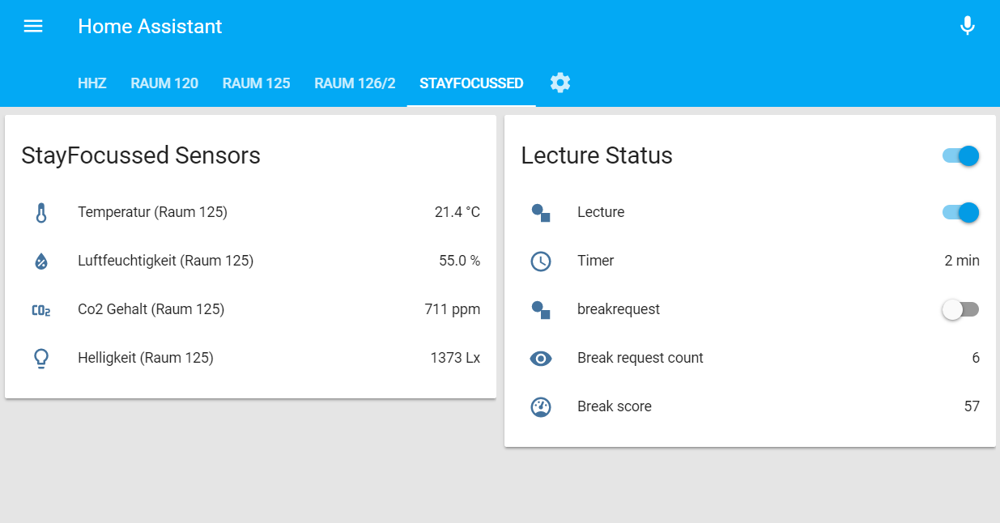 Home Assistant
HHZ RAUM 120 RAUM 125 RAUM 126/2 STAYFOCUSSED
StayFocussed Sensors
Temperatur (Raum 125) 21.4 °C
Luftfeuchtigkeit (Raum 125) 55.0 %
CO2 Co2 Gehalt (Raum 125) 711 ppm
Helligkeit (Raum 125) 1373 Lx
Lecture Status
Lecture
Timer 2 min
breakrequest
Break request count 6
Break score 57